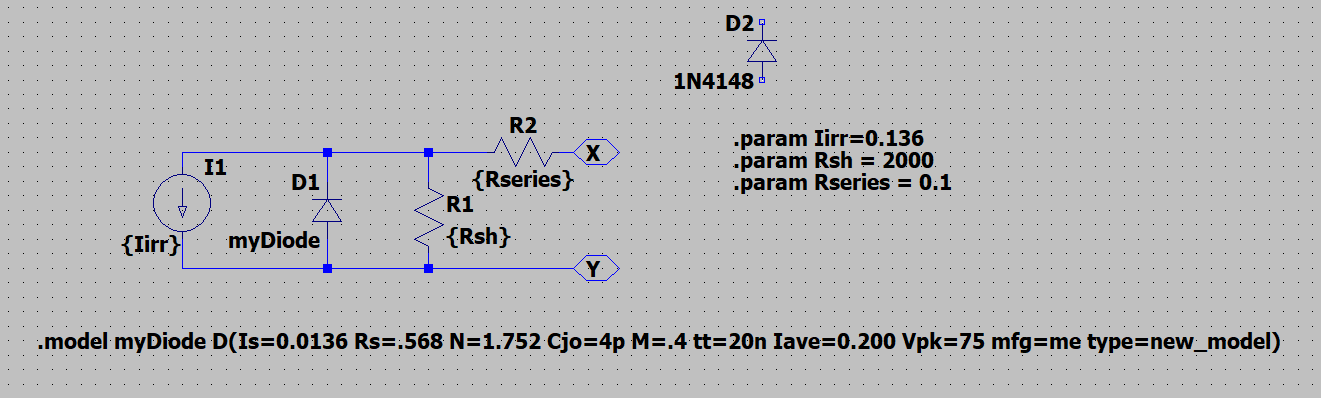 D2
1N4148
R2
X
{Rseries}
I1
D1
R1
{Iirr}
myDiode
{Rsh}
Y
.param Iirr=0.136
.param Rsh = 2000
.param Rseries = 0.1
.model myDiode D(Is=0.0136 Rs=.568 N=1.752 Cjo=4p M=.4 tt=20n Iave=0.200 Vpk=75 mfg=me type=new_model)